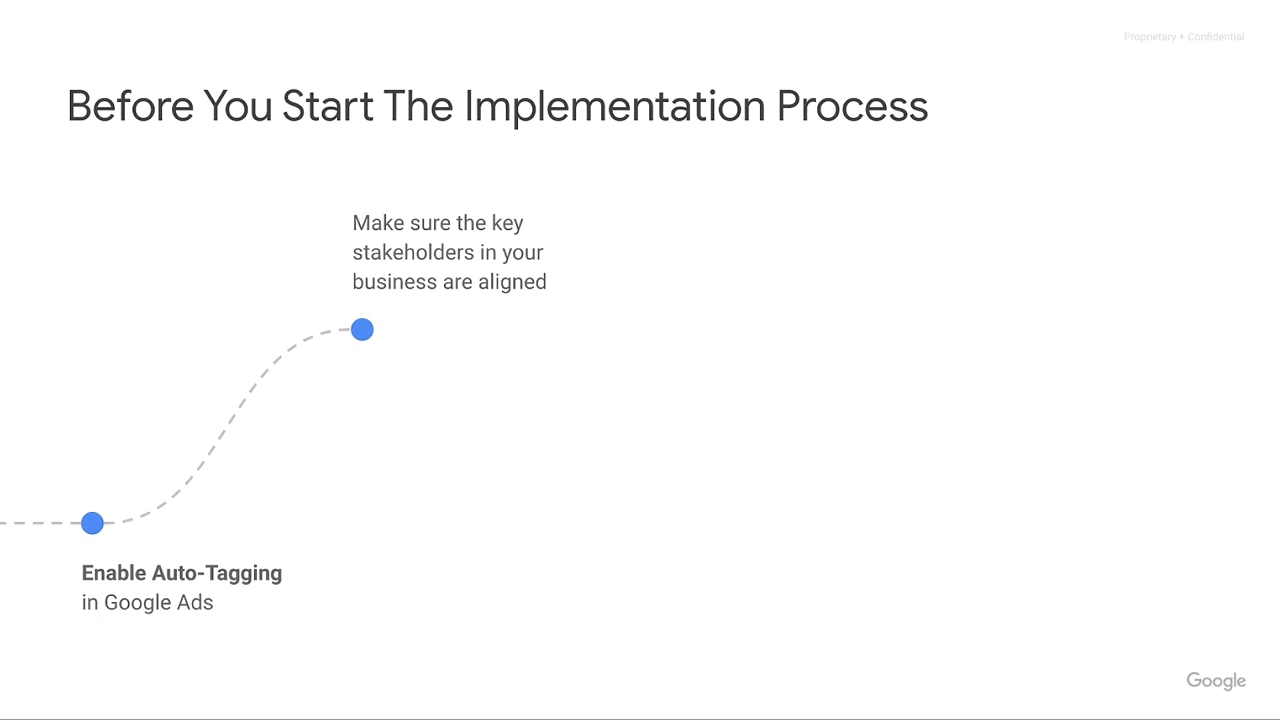 Proprietary + Confidential
Before You Start The Implementation Process
Make sure the key
stakeholders in your
business are aligned
Enable Auto-Tagging
in Google Ads
Google